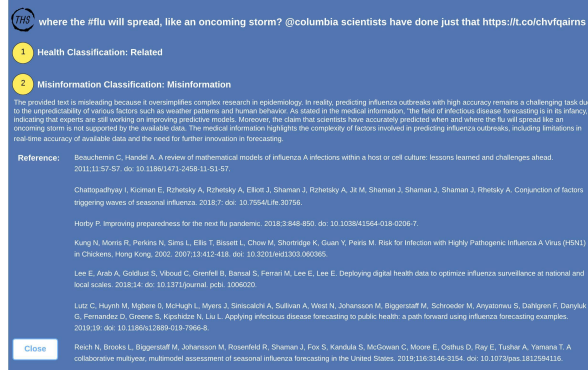 THS where the #flu will spread, like an oncoming storm? @columbia scientists have done just that https://t.co/chvfqairns
1 Health Classification: Related
2 Misinformation Classification: Misinformation
The provided text is misleading because it oversimplifies complex research in epidemiology. In reality, predicting influenza outbreaks with high accuracy remains a challenging task du
to the unpredictability of various factors such as weather patterns and human behavior. As stated in the medical information, "the field of infectious disease forecasting is in its infancy,
indicating that experts are still working on improving predictive models. Moreover, the claim that scientists have accurately predicted when and where the flu will spread like an
oncoming storm is not supported by the available data. The medical information highlights the complexity of factors involved in predicting influenza outbreaks, including limitations in
real-time accuracy of available data and the need for further innovation in forecasting.
Reference: Beauchemin C, Handel A. A review of mathematical models of influenza A infections within a host or cell culture: lessons learned and challenges ahead.
2011;11:57-S7. do: 10.1186/1471-2458-11-S1-S7.
Chattopadhyay I, Kiciman E, Rzhetsky A, Rzhetsky A, Elliott J, Shaman J, Rzhetsky A, Jit M, Shaman J, Shaman J, Shaman J, Rhetsky A. Conjunction of factors
triggering waves of seasonal influenza. 2018;7: doi: 10.7554/Life.30756.
Horby P. Improving preparedness for the next flu pandemic. 2018;3:848-850. do: 10.1038/41564-018-0206-7.
Kung N, Morris R, Perkins N, Sims L, Ellis T, Bissett L, Chow M, Shortridge K, Guan Y, Peiris M. Risk for Infection with Highly Pathogenic Influenza A Virus (H5N1)
in Chickens, Hong Kong, 2002. 2007;13:412-418. doi: 10.3201/eid1303.060365.
Lee E, Arab A, Goldlust S, Viboud C, Grenfell B, Bansal S, Ferrari M, Lee E, Lee E. Deploying digital health data to optimize influenza surveillance at national and
local scales. 2018;14: do: 10.1371/journal. pcbi. 1006020.
Lutz C, Huynh M, Mgbere 0, McHugh L, Myers J, Siniscalchi A, Sullivan A, West N, Johansson M, Biggerstaff M, Schroeder M, Anyatonwu S, Dahlgren F, Danyluk
G, Fernandez D, Greene S, Kipshidze N, Liu L. Applying infectious disease forecasting to public health: a path forward using influenza forecasting examples.
2019;19: doi: 10.1186/s12889-019-7966-8.
Reich N, Brooks L, Biggerstaff M, Johansson M, Rosenfeld R, Shaman J, Fox S, Kandula S, McGowan C, Moore E, Osthus D, Ray E, Tushar A, Yamana T. A
collaborative multiyear, multimodel assessment of seasonal influenza forecasting in the United States. 2019;116:3146-3154. doi: 10.1073/pas.1812594116.
Close